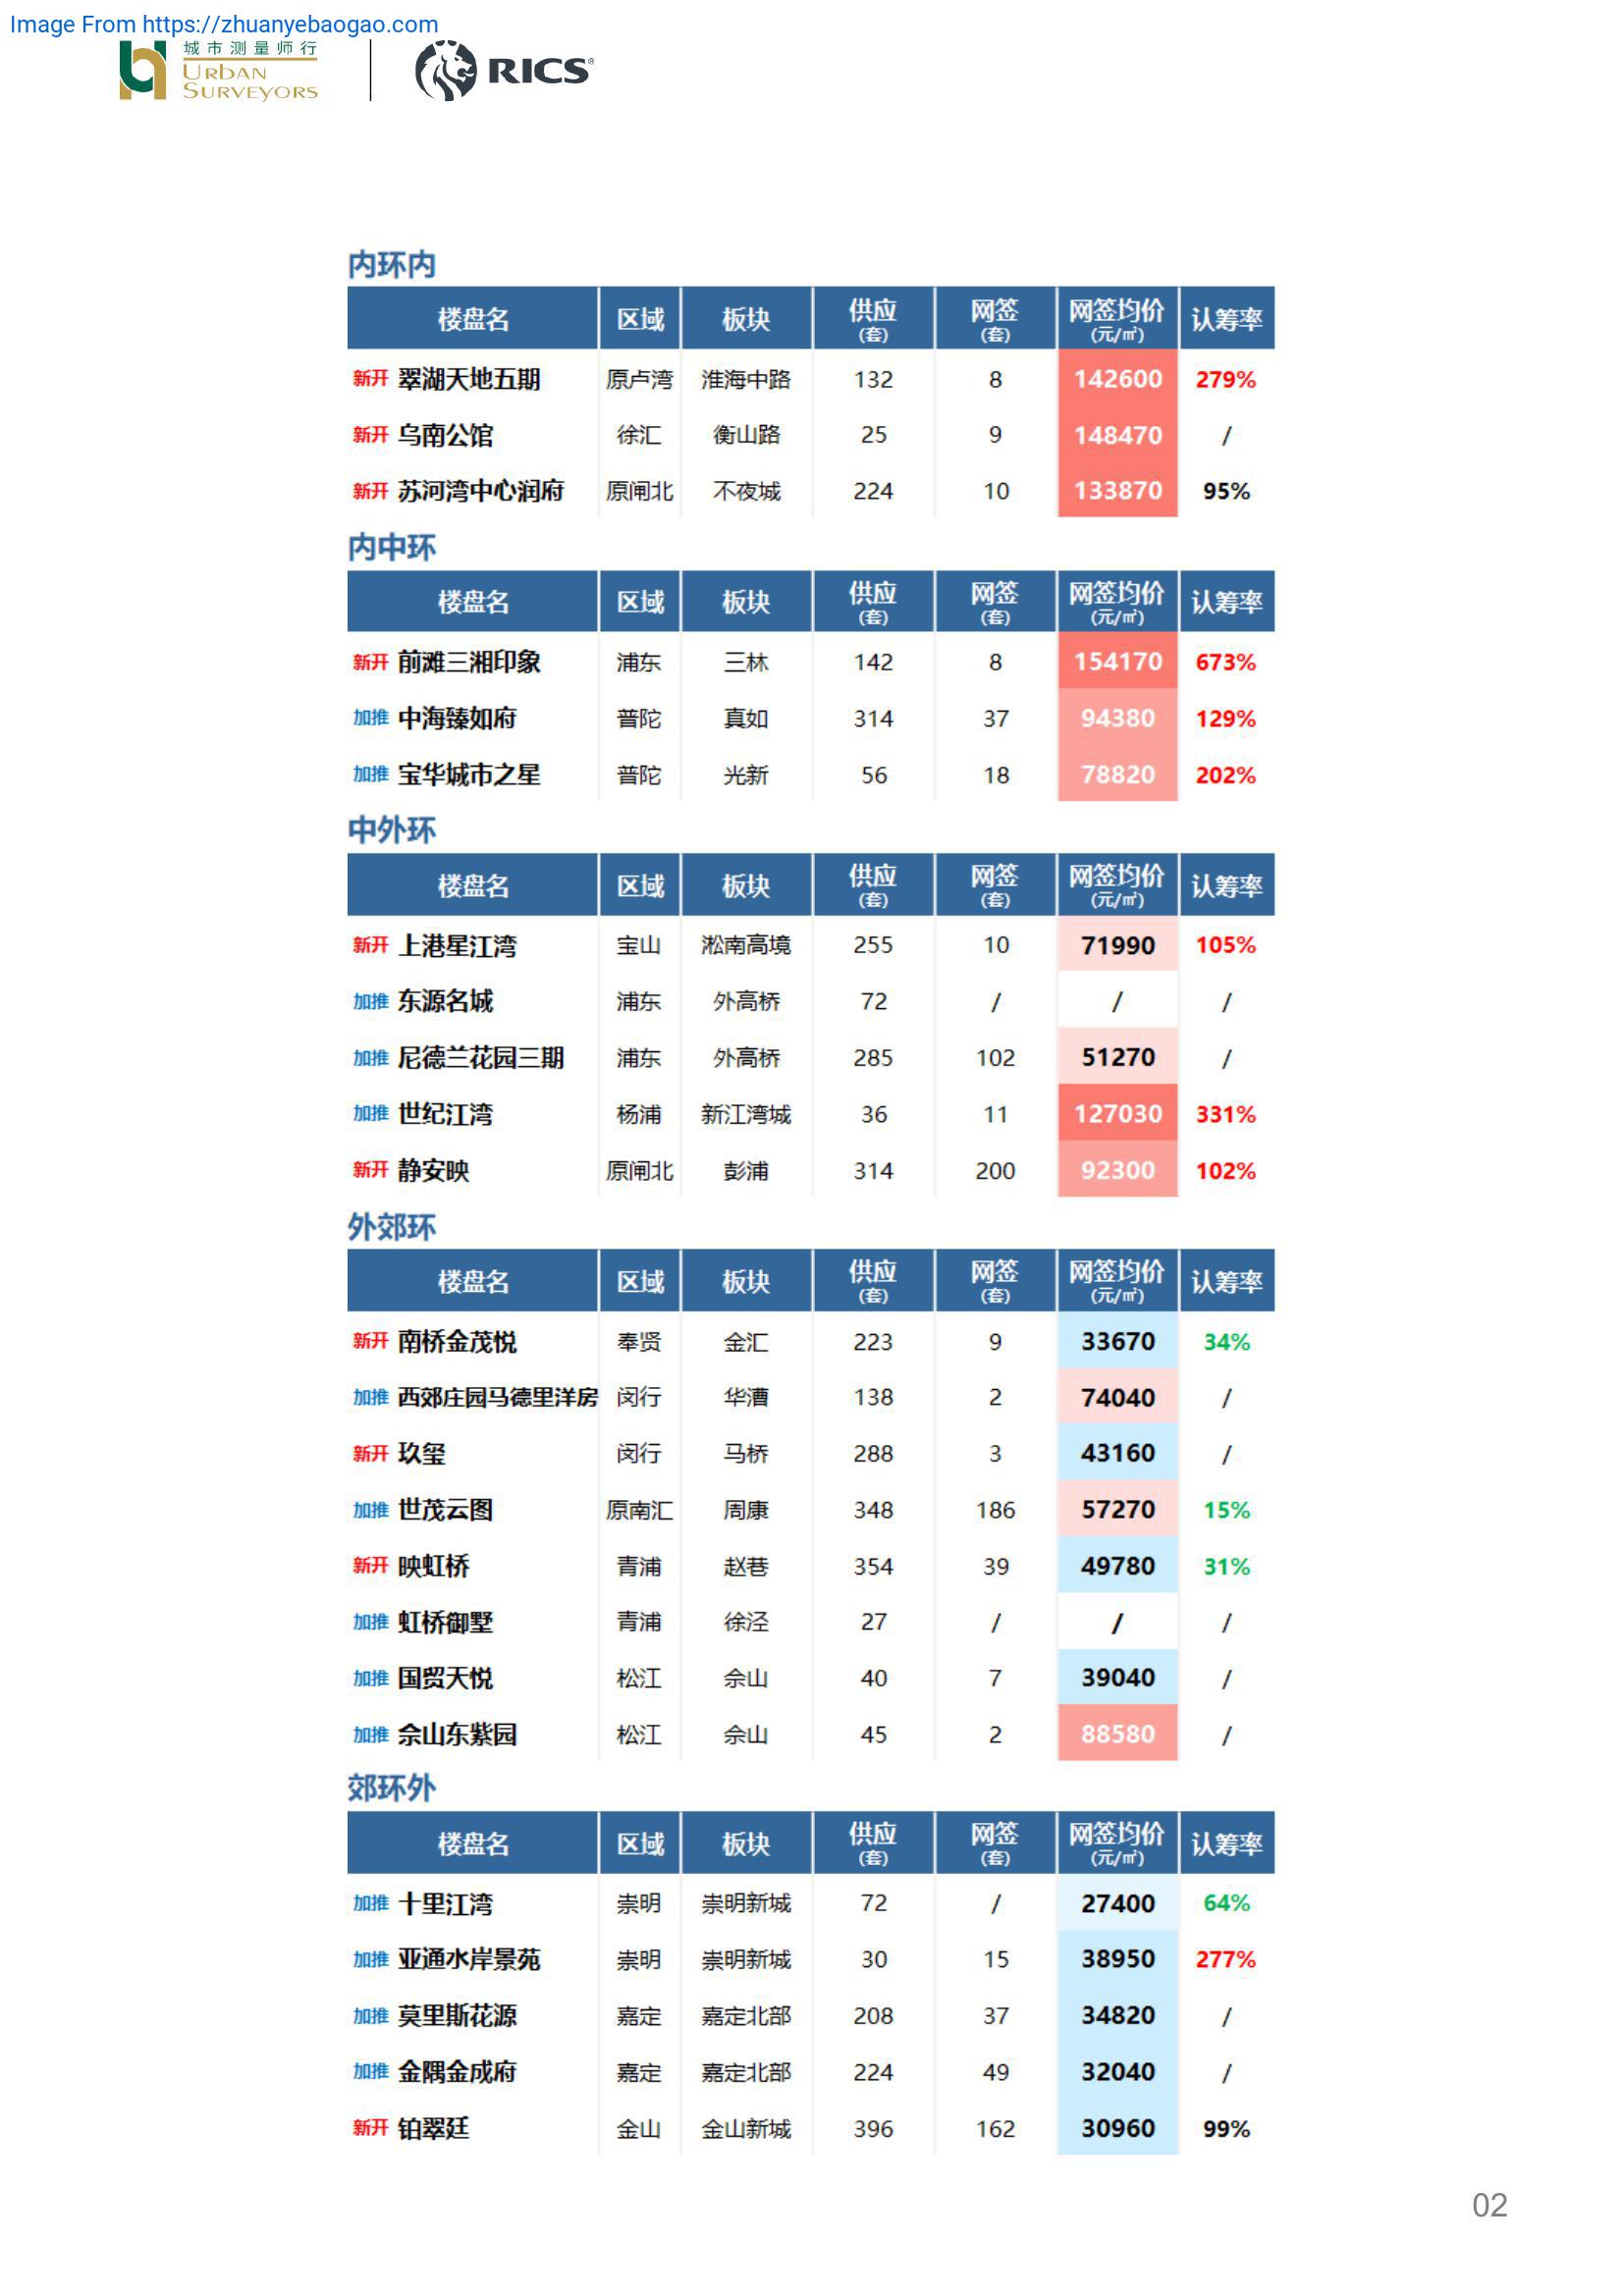 Image From https://zhuanyebaogao.com
城市测量师行
URBAN
SURVEYORS
RICS®
内环内
楼盘名 区域 板块 供应(套) 网签(套) 网签均价(元/㎡) 认筹率
新开 翠湖天地五期 原卢湾 淮海中路 132 8 142600 279%
新开 乌南公馆 徐汇 衡山路 25 9 148470 /
新开 苏河湾中心润府 原闸北 不夜城 224 10 133870 95%
内中环
楼盘名 区域 板块 供应(套) 网签(套) 网签均价(元/㎡) 认筹率
新开 前滩三湘印象 浦东 三林 142 8 154170 673%
加推 中海臻如府 普陀 真如 314 37 94380 129%
加推 宝华城市之星 普陀 光新 56 18 78820 202%
中外环
楼盘名 区域 板块 供应(套) 网签(套) 网签均价(元/㎡) 认筹率
新开 上港星江湾 宝山 淞南高境 255 10 71990 105%
加推 东源名城 浦东 外高桥 72 / / /
加推 尼德兰花园三期 浦东 外高桥 285 102 51270 /
加推 世纪江湾 杨浦 新江湾城 36 11 127030 331%
新开 静安映 原闸北 彭浦 314 200 92300 102%
外郊环
楼盘名 区域 板块 供应(套) 网签(套) 网签均价(元/㎡) 认筹率
新开 南桥金茂悦 奉贤 金汇 223 9 33670 34%
加推 西郊庄园马德里洋房 闵行 华漕 138 2 74040 /
新开 玖玺 闵行 马桥 288 3 43160 /
加推 世茂云图 原南汇 周康 348 186 57270 15%
新开 映虹桥 青浦 赵巷 354 39 49780 31%
加推 虹桥御墅 青浦 徐泾 27 / / /
加推 国贸天悦 松江 佘山 40 7 39040 /
加推 佘山东紫园 松江 佘山 45 2 88580 /
郊环外
楼盘名 区域 板块 供应(套) 网签(套) 网签均价(元/㎡) 认筹率
加推 十里江湾 崇明 崇明新城 72 / 27400 64%
加推 亚通水岸景苑 崇明 崇明新城 30 15 38950 277%
加推 莫里斯花源 嘉定 嘉定北部 208 37 34820 /
加推 金隅金成府 嘉定 嘉定北部 224 49 32040 /
新开 铂翠廷 金山 金山新城 396 162 30960 99%
02